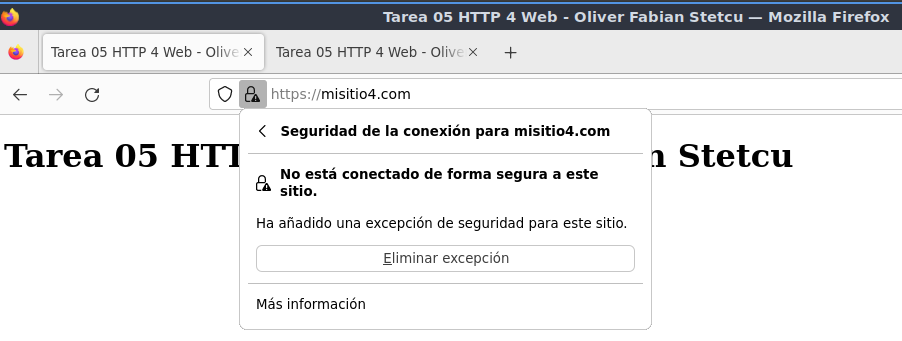 Tarea 05 HTTP 4 Web - Oliver Fabian Stetcu — Mozilla Firefox
Tarea 05 HTTP 4 Web - Olive
Tarea 05 HTTP 4 Web - Olive
https://misitio4.com
Seguridad de la conexión para misitio4.com
Tarea 05 HT n Stetcu
No está conectado de forma segura a este
sitio.
Ha añadido una excepción de seguridad para este sitio.
Eliminar excepción
Más información